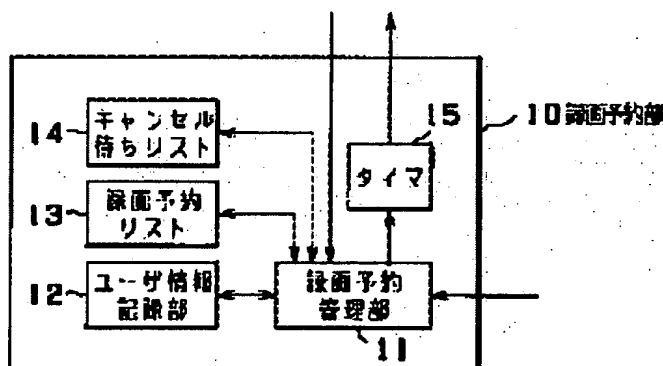 14
キャンセル
待ちリスト
15
10 録画予約部
タイマ
13
録画予約
リスト
12
ユーザ情報
記録部
録画予約
管理部
11